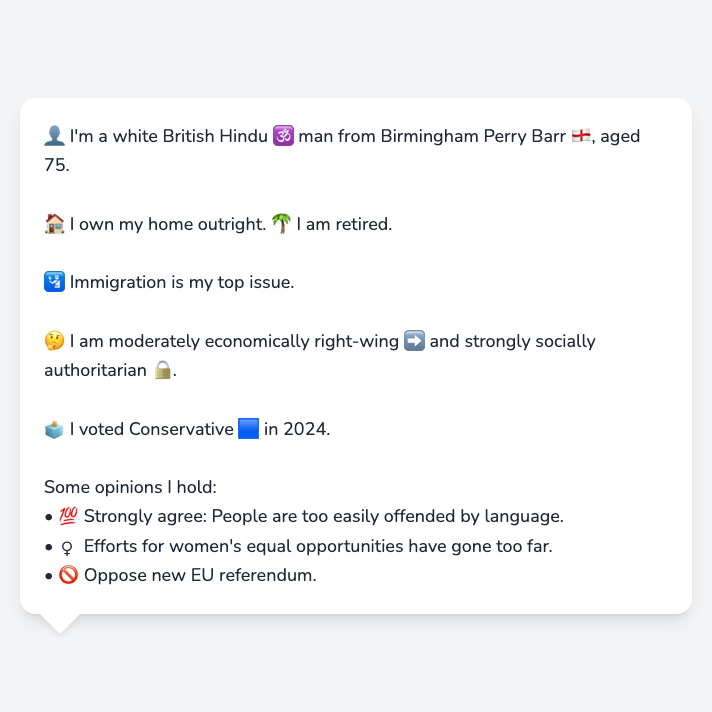 👤 I'm a white British Hindu 🕉️ man from Birmingham Perry Barr 🏴󠁧󠁢󠁥󠁮󠁧󠁿, aged
75.
🏠 I own my home outright. 🌴 I am retired.
🛂 Immigration is my top issue.
🤔 I am moderately economically right-wing ➡️ and strongly socially
authoritarian 🔒.
🗳️ I voted Conservative 🟦 in 2024.
Some opinions I hold:
• 💯 Strongly agree: People are too easily offended by language.
• ♀ Efforts for women's equal opportunities have gone too far.
• 🚫 Oppose new EU referendum.